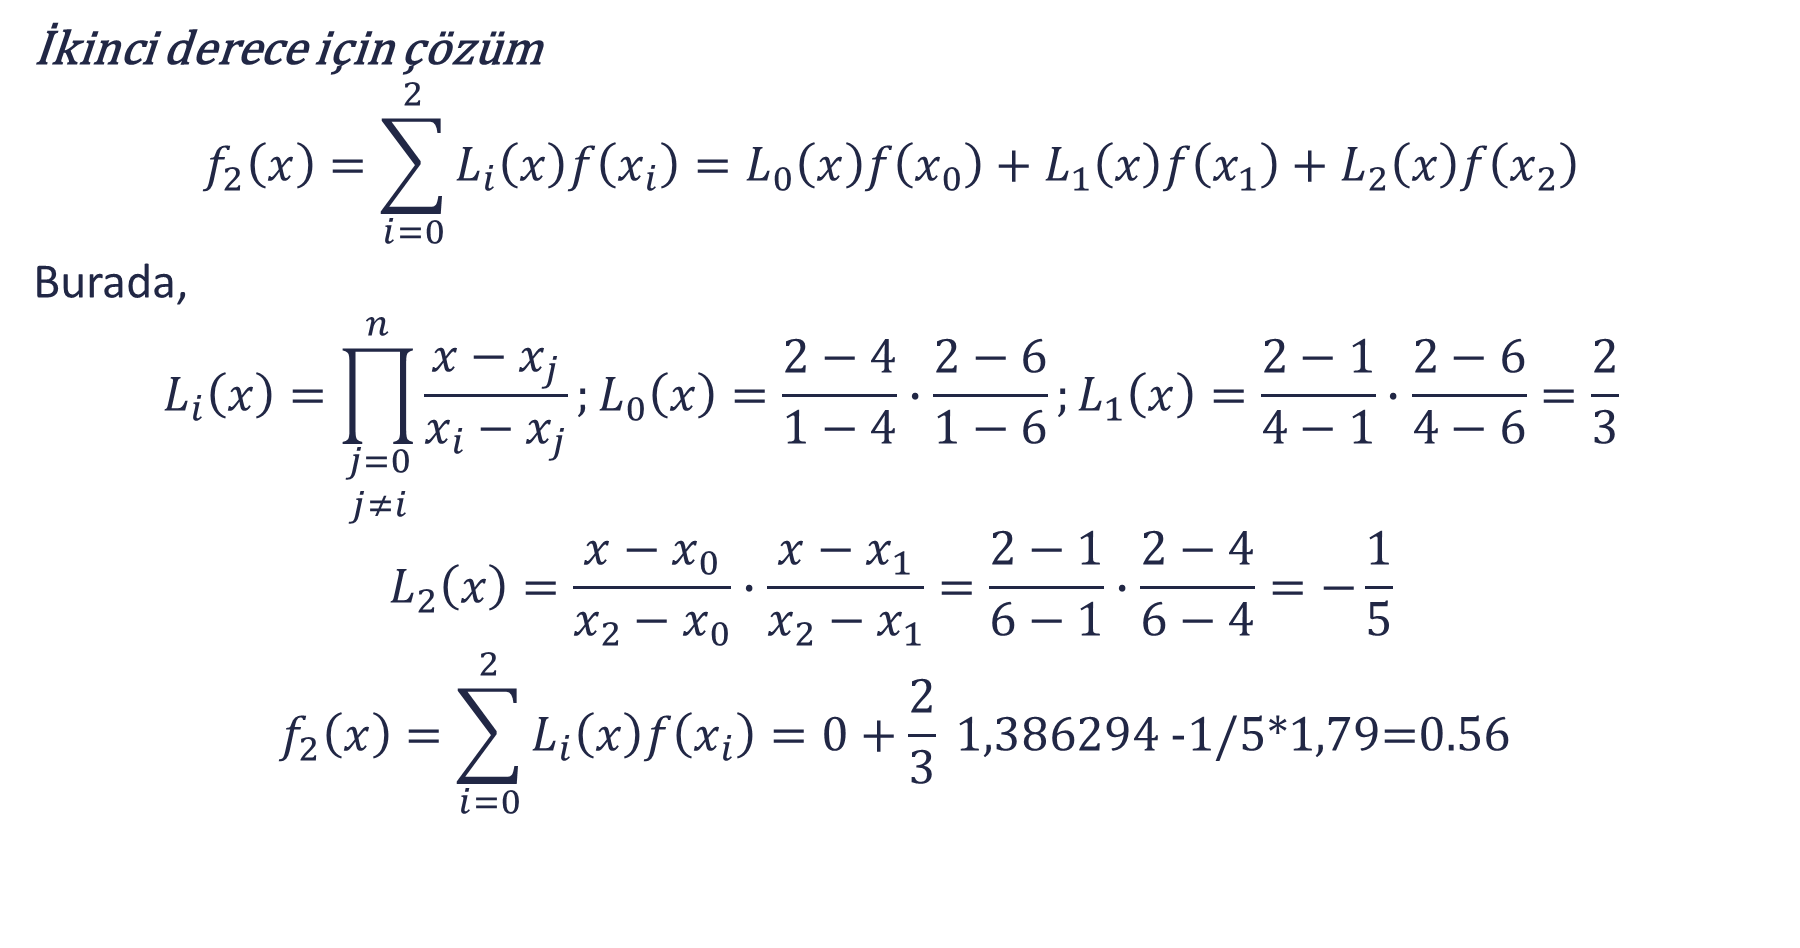 İkinci derece için çözüm
f₂(x) = ∑_{i=0}^{2} Lᵢ(x)f(xᵢ) = L₀(x)f(x₀) + L₁(x)f(x₁) + L₂(x)f(x₂)
Burada,
Lᵢ(x) = ∏_{j=0, j≠i}^{n} (x − xⱼ)/(xᵢ − xⱼ) ; L₀(x) = (2 − 4)/(1 − 4) · (2 − 6)/(1 − 6) ; L₁(x) = (2 − 1)/(4 − 1) · (2 − 6)/(4 − 6) = 2/3
L₂(x) = (x − x₀)/(x₂ − x₀) · (x − x₁)/(x₂ − x₁) = (2 − 1)/(6 − 1) · (2 − 4)/(6 − 4) = − 1/5
f₂(x) = ∑_{i=0}^{2} Lᵢ(x)f(xᵢ) = 0 + 2/3 1,386294 -1/5*1,79=0.56